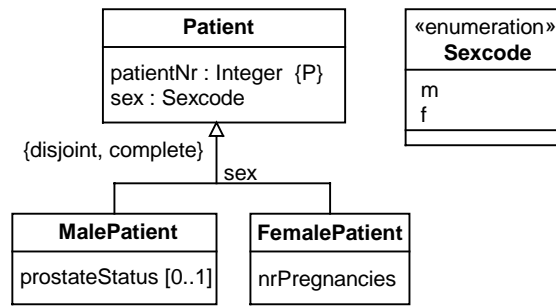 Patient
patientNr : Integer {P}
sex : Sexcode
«enumeration»
Sexcode
m
f
{disjoint, complete}
sex
MalePatient
prostateStatus [0..1]
FemalePatient
nrPregnancies